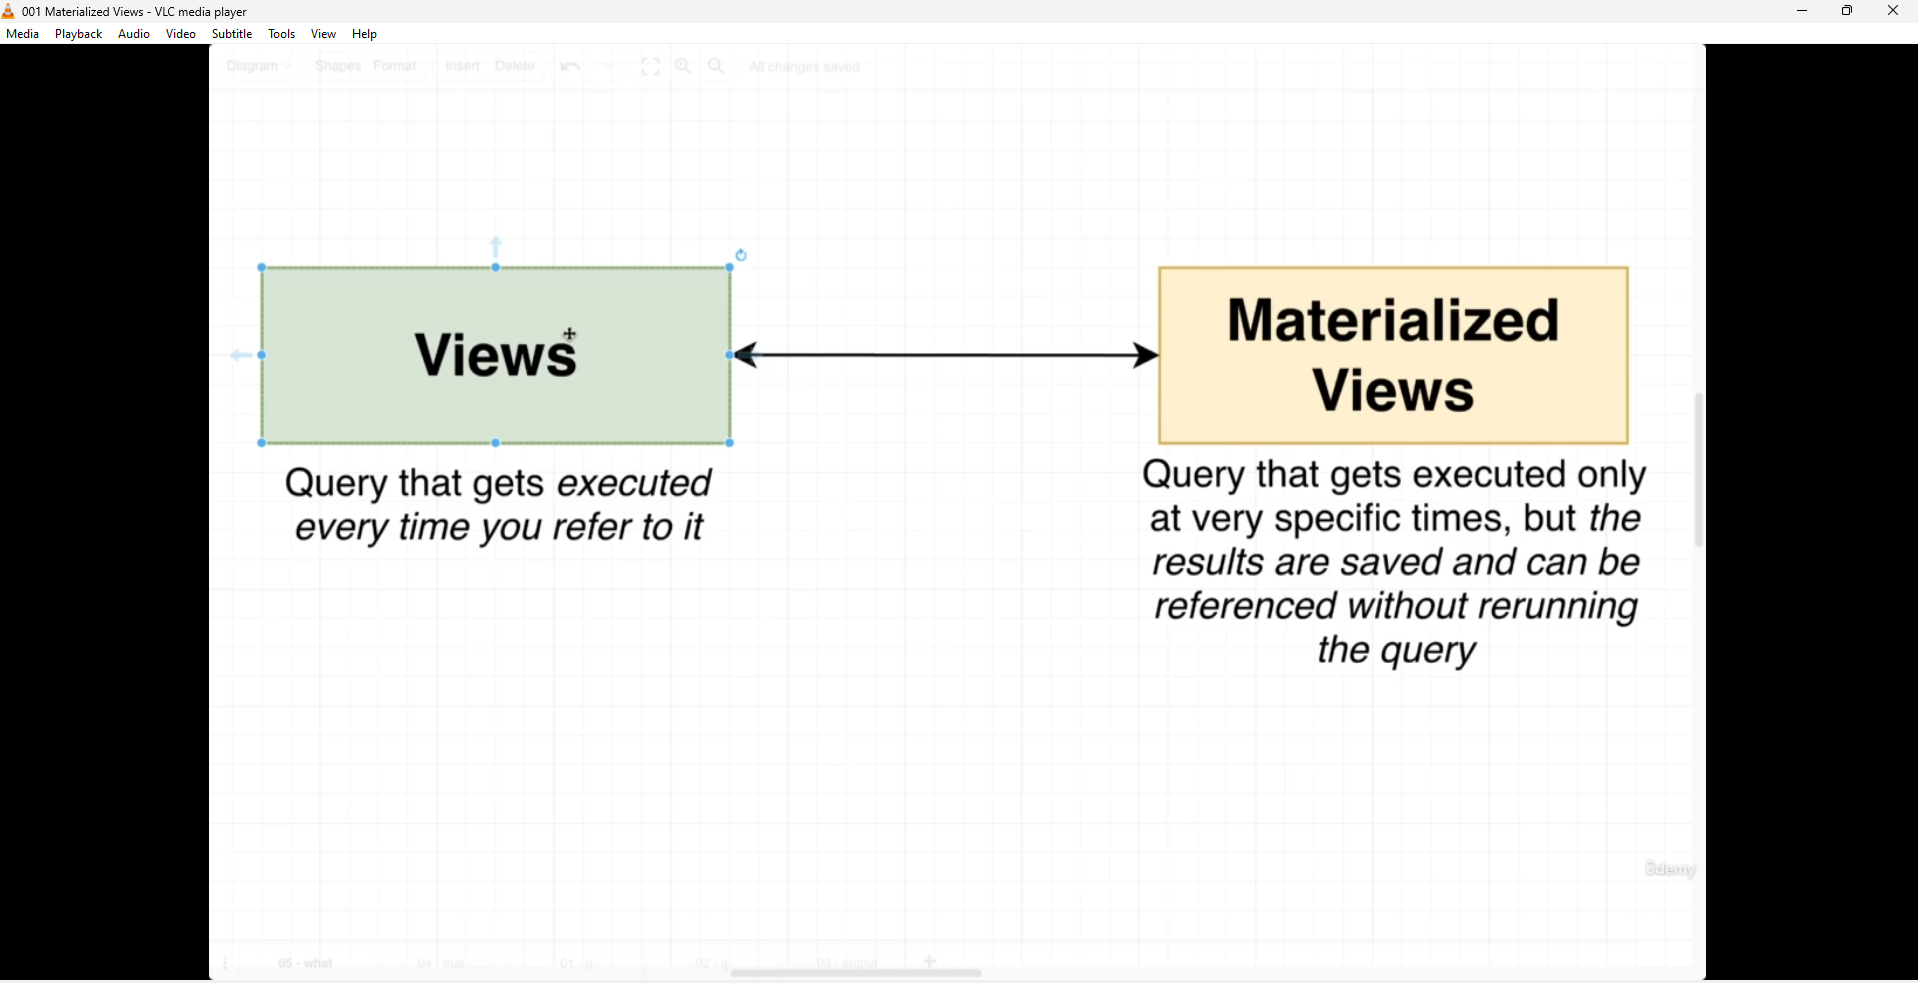 001 Materialized Views - VLC media player
Media Playback Audio Video Subtitle Tools View Help
Diagram Shapes Format Insert Delete All changes saved
Views
Materialized
Views
Query that gets executed
every time you refer to it
Query that gets executed only
at very specific times, but the
results are saved and can be
referenced without rerunning
the query
ûdemy
05 - what 04 - mat 01 - q 02 - q 03 - output